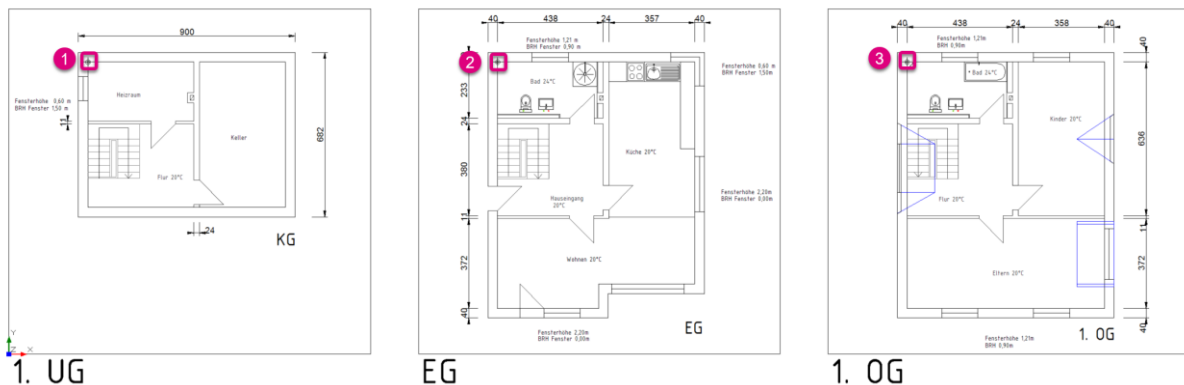 900
1
Heizraum
Fensterhöhe 0,60 m
BRH Fenster 1,50 m
11
Keller
682
Flur 20°C
24
KG
Y
Z
X
1. UG
40
438
24
357
40
Fensterhöhe 1,21 m
BRH Fenster 0,90 m
40
2
Fensterhöhe 0,60 m
BRH Fenster 1,50m
Bad 24°C
233
24
Küche 20°C
380
Fensterhöhe 2,20m
BRH Fenster 0,00m
Hauseingang
20°C
11
372
Wohnen 20°C
40
Fensterhöhe 2,20m
BRH Fenster 0,00m
EG
EG
40
438
24
358
40
Fensterhöhe 1,21m
BRH 0,90m
40
3
Bad 24°C
Kinder 20°C
636
Flur 20°C
11
372
Eltern 20°C
40
1. OG
Fensterhöhe 1,21m
BRH 0,90m
1. OG